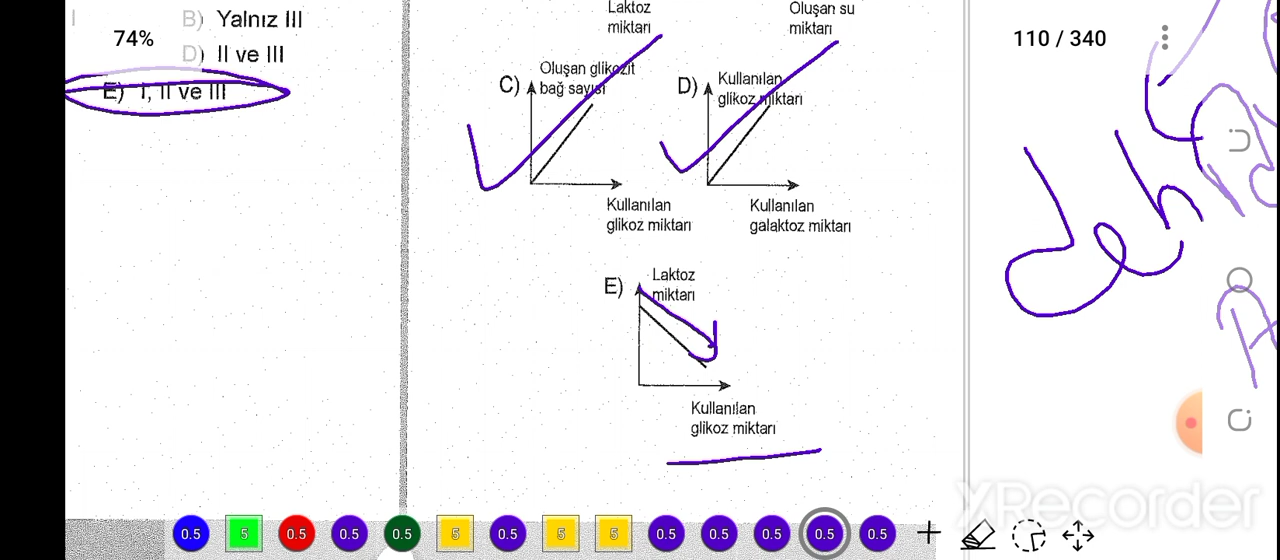 B) Yalnız III
74%
D) II ve III
E) I, II ve III
Laktoz
miktarı
Oluşan su
miktarı
C)
Oluşan glikozit
bağ sayısı
Kullanılan
glikoz miktarı
D)
Kullanılan
glikoz miktarı
Kullanılan
galaktoz miktarı
E)
Laktoz
miktarı
Kullanılan
glikoz miktarı
110 / 340
XRecorder
0.5
5
0.5
0.5
0.5
5
0.5
5
5
0.5
0.5
0.5
0.5
0.5